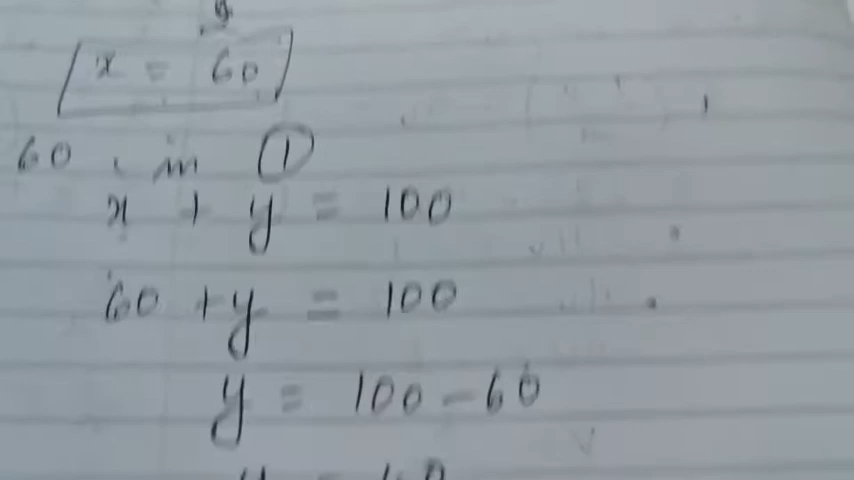 x = 60
60 in ①
x + y = 100
60 + y = 100
y = 100 - 60